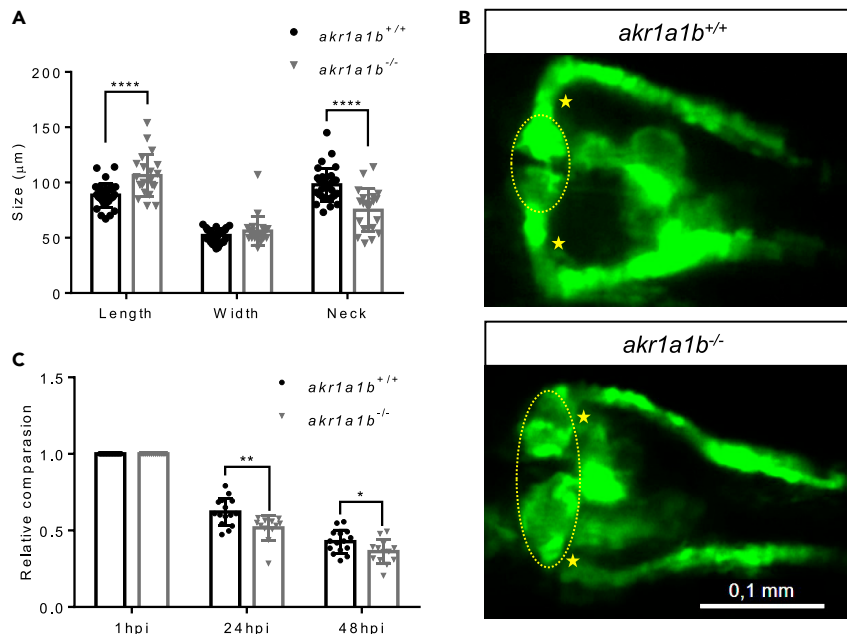 A
akr1a1b+/+
akr1a1b-/-
200
150
100
50
0
Size (μm)
****
****
Length Width Neck
B
akr1a1b+/+
akr1a1b-/-
0,1 mm
C
akr1a1b+/+
akr1a1b-/-
1.5
1.0
0.5
0.0
Relative comparasion
**
*
1hpi 24hpi 48hpi